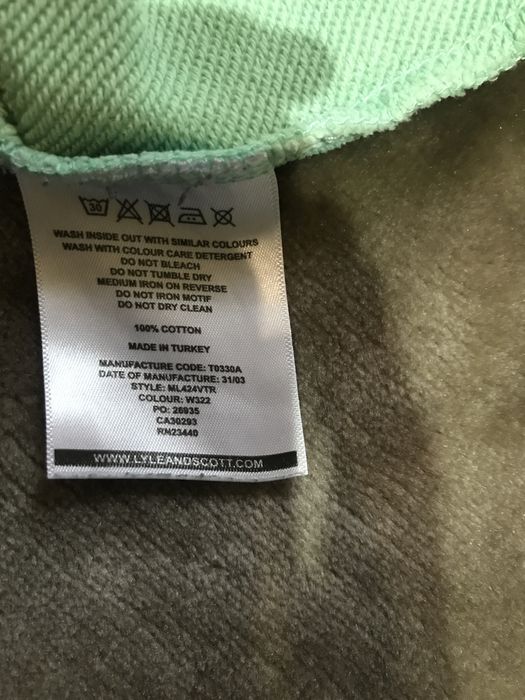 30
WASH INSIDE OUT WITH SIMILAR COLOURS
WASH WITH COLOUR CARE DETERGENT
DO NOT BLEACH
DO NOT TUMBLE DRY
MEDIUM IRON ON REVERSE
DO NOT IRON MOTIF
DO NOT DRY CLEAN
100% COTTON
MADE IN TURKEY
MANUFACTURE CODE: T0330A
DATE OF MANUFACTURE: 31/03
STYLE: ML424VTR
COLOUR: W322
PO: 26935
CA30293
RN23440
WWW.LYLEANDSCOTT.COM